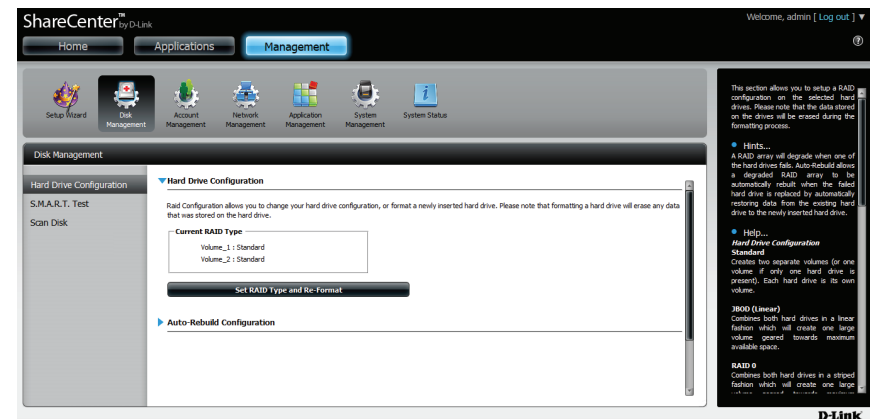 ShareCenter™ by D-Link
Welcome, admin [ Log out ] ▼
Home
Applications
Management
Setup Wizard
Disk
Management
Account
Management
Network
Management
Application
Management
System
Management
System Status
Disk Management
Hard Drive Configuration
S.M.A.R.T. Test
Scan Disk
Hard Drive Configuration
Raid Configuration allows you to change your hard drive configuration, or format a newly inserted hard drive. Please note that formatting a hard drive will erase any data
that was stored on the hard drive.
Current RAID Type
Volume_1 : Standard
Volume_2 : Standard
Set RAID Type and Re-Format
Auto-Rebuild Configuration
This section allows you to setup a RAID
configuration on the selected hard
drives. Please note that the data stored
on the drives will be erased during the
formatting process.
Hints...
A RAID array will degrade when one of
the hard drives fails. Auto-Rebuild allows
a degraded RAID array to be
automatically rebuilt when the failed
hard drive is replaced by automatically
restoring data from the existing hard
drive to the newly inserted hard drive.
Help...
Hard Drive Configuration
Standard
Creates two separate volumes (or one
volume if only one hard drive is
present). Each hard drive is its own
volume.
JBOD (Linear)
Combines both hard drives in a linear
fashion which will create one large
volume geared towards maximum
available space.
RAID 0
Combines both hard drives in a striped
fashion which will create one large
volume geared towards maximum
D-Link